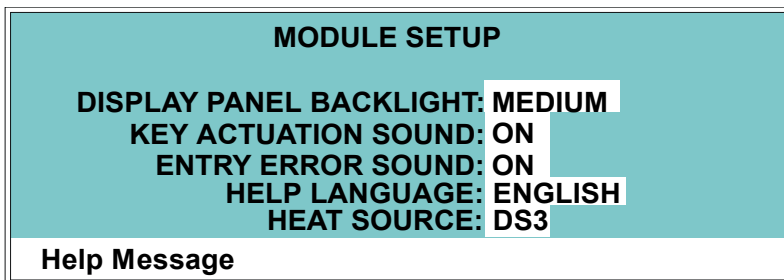 MODULE SETUP
DISPLAY PANEL BACKLIGHT: MEDIUM
KEY ACTUATION SOUND: ON
ENTRY ERROR SOUND: ON
HELP LANGUAGE: ENGLISH
HEAT SOURCE: DS3
Help Message